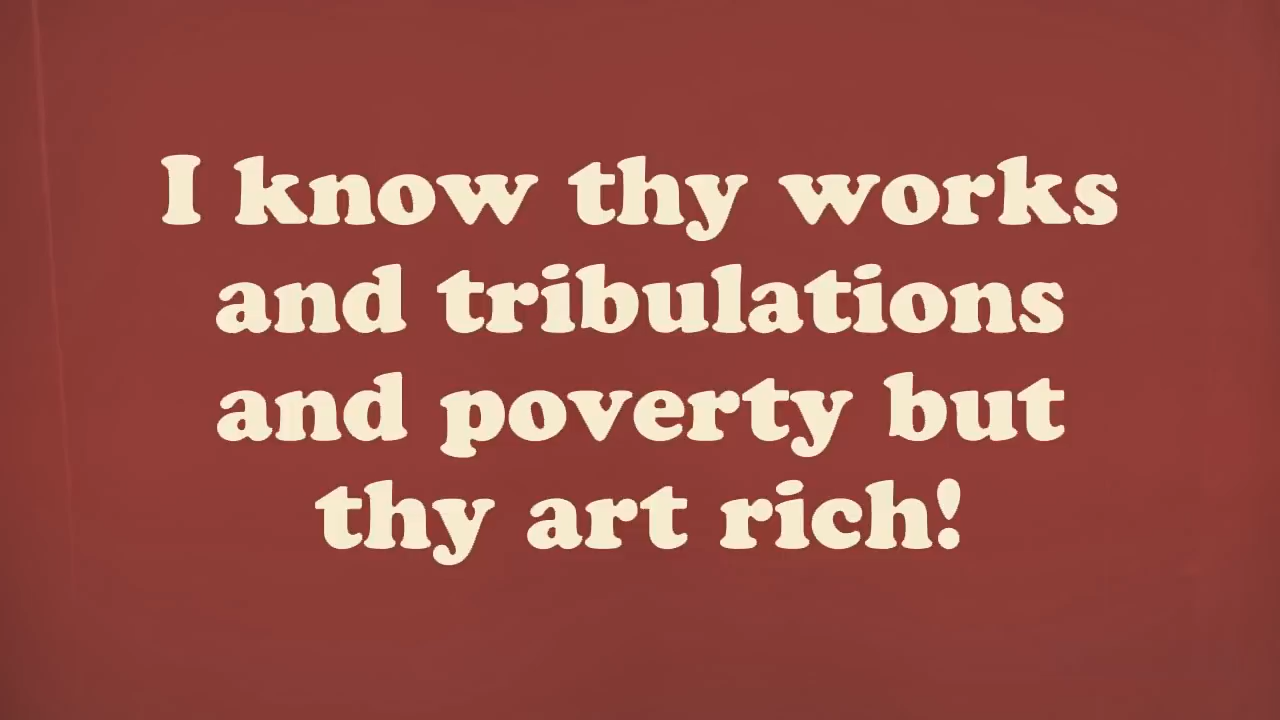 I know thy works
and tribulations
and poverty but
thy art rich!